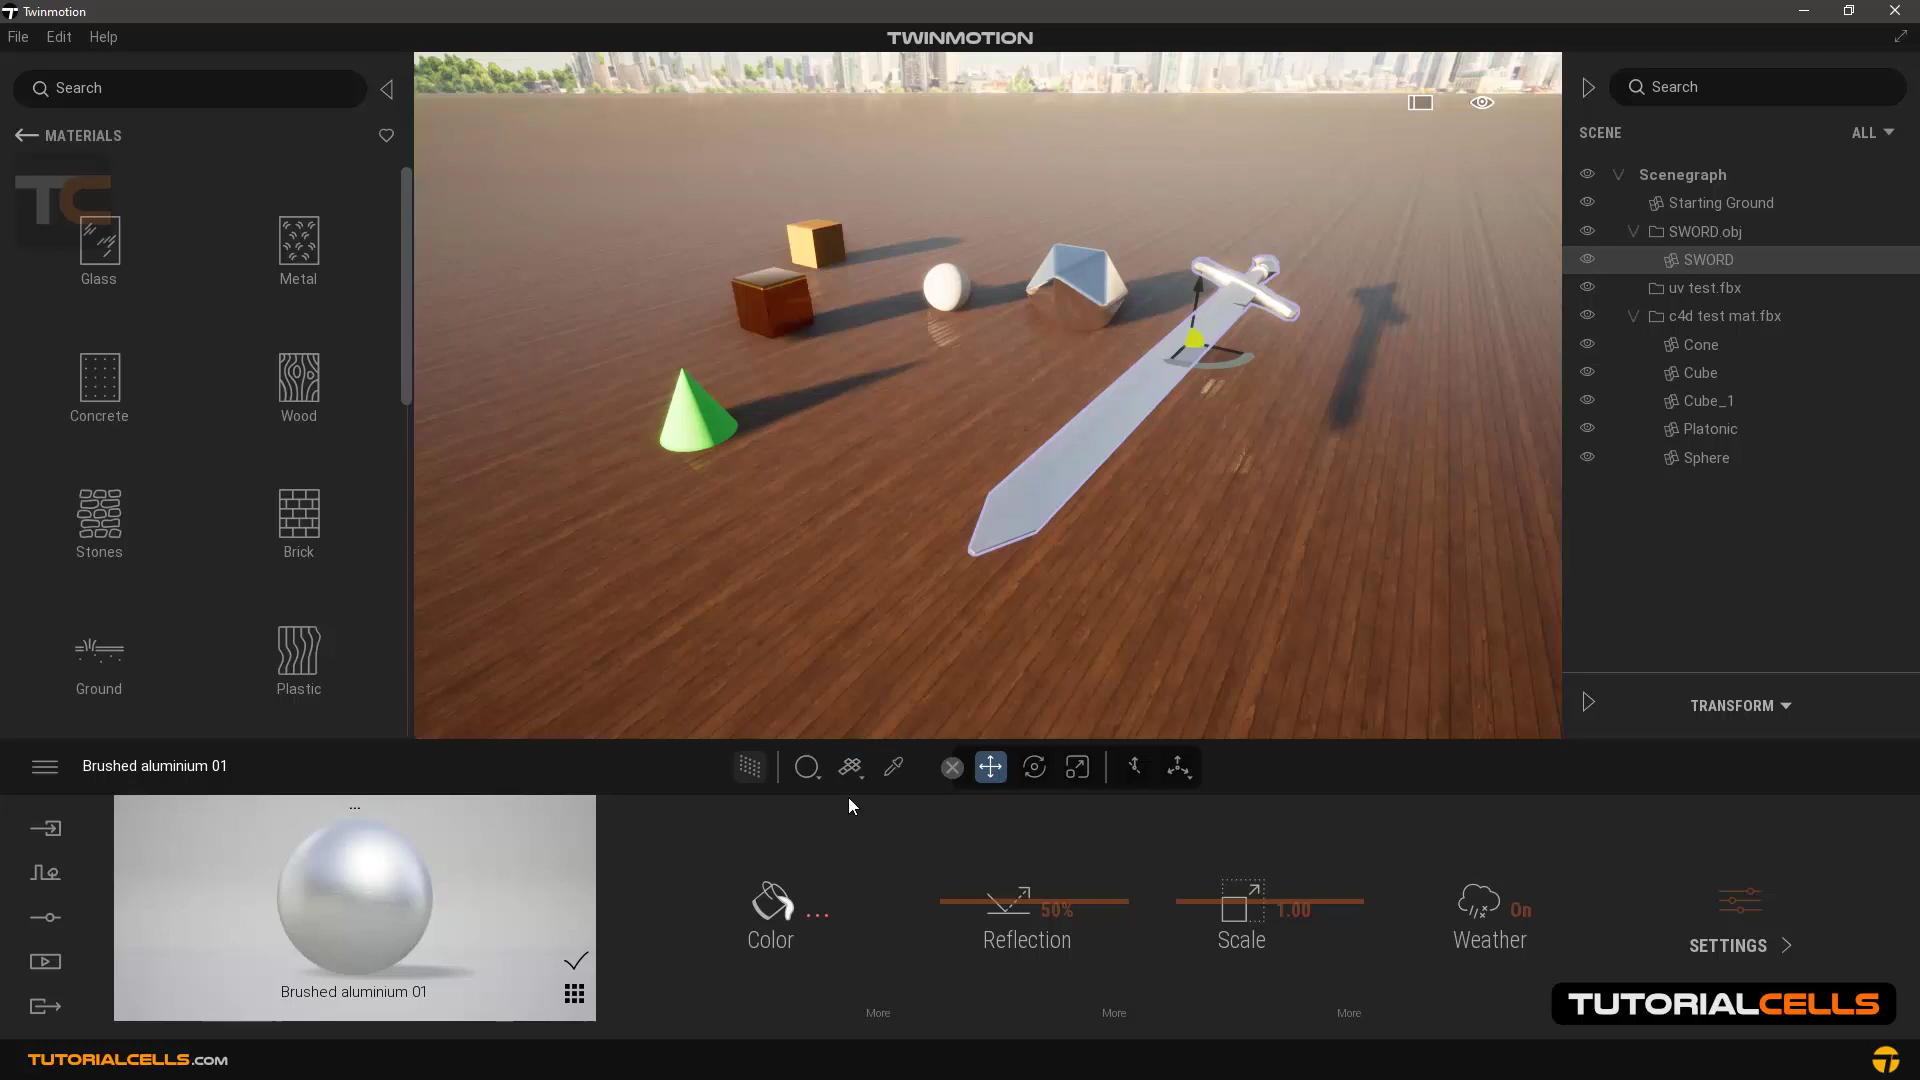 Twinmotion
File Edit Help
TWINMOTION
Search
MATERIALS
TC
Glass
Metal
Concrete
Wood
Stones
Brick
Ground
Plastic
Search
SCENE
ALL
Scenegraph
Starting Ground
SWORD.obj
SWORD
uv test.fbx
c4d test mat.fbx
Cone
Cube
Cube_1
Platonic
Sphere
TRANSFORM
Brushed aluminium 01
...
Brushed aluminium 01
...
Color
More
50%
Reflection
More
1.00
Scale
More
On
Weather
SETTINGS
TUTORIALCELLS
TUTORIALCELLS.COM